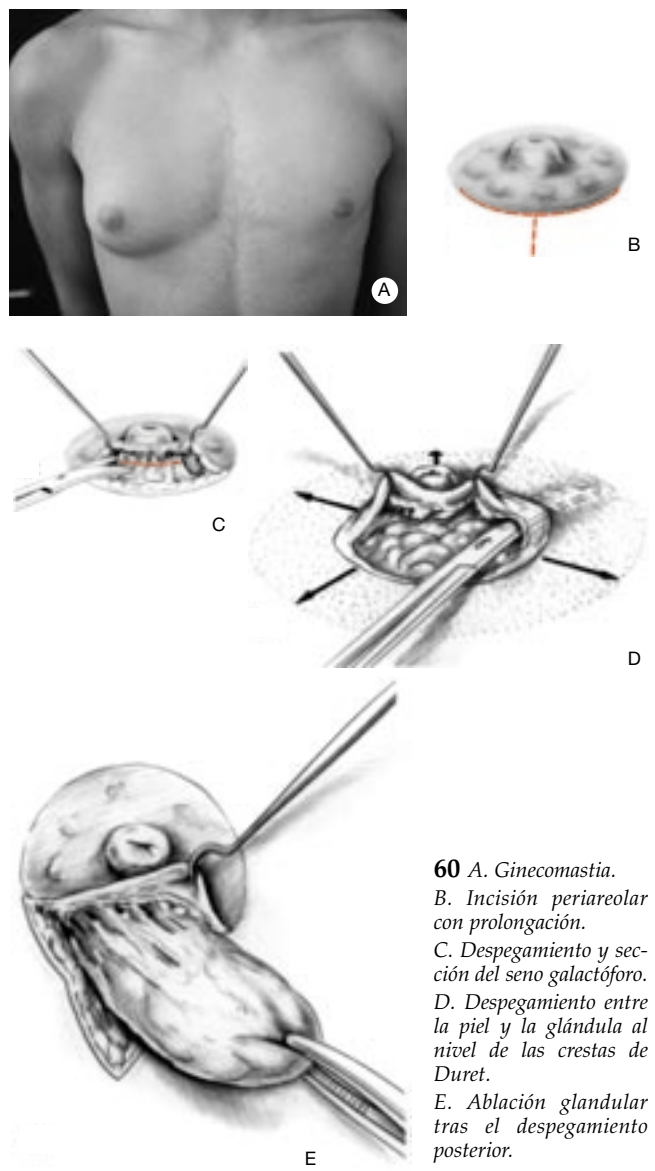 A
B
C
D
E
60 A. Ginecomastia.
B. Incisión periareolar
con prolongación.
C. Despegamiento y sec-
ción del seno galactóforo.
D. Despegamiento entre
la piel y la glándula al
nivel de las crestas de
Duret.
E. Ablación glandular
tras el despegamiento
posterior.